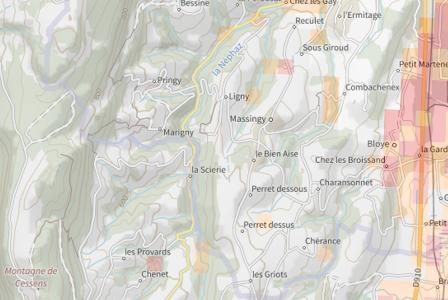 Bessine
Chez les Gay
Reculet
l'Ermitage
Sous Giroud
la Néphaz
Petit Martene
Pringy
Combachenex
Ligny
Massingy
Marigny
Bloye
la Gard
le Bien Aise
Chez les Broissand
la Scierie
Charansonnet
Perret dessous
Perret dessus
Petit
Chérance
les Provards
Montagne de
Cessens
Chenet
les Griots
D910